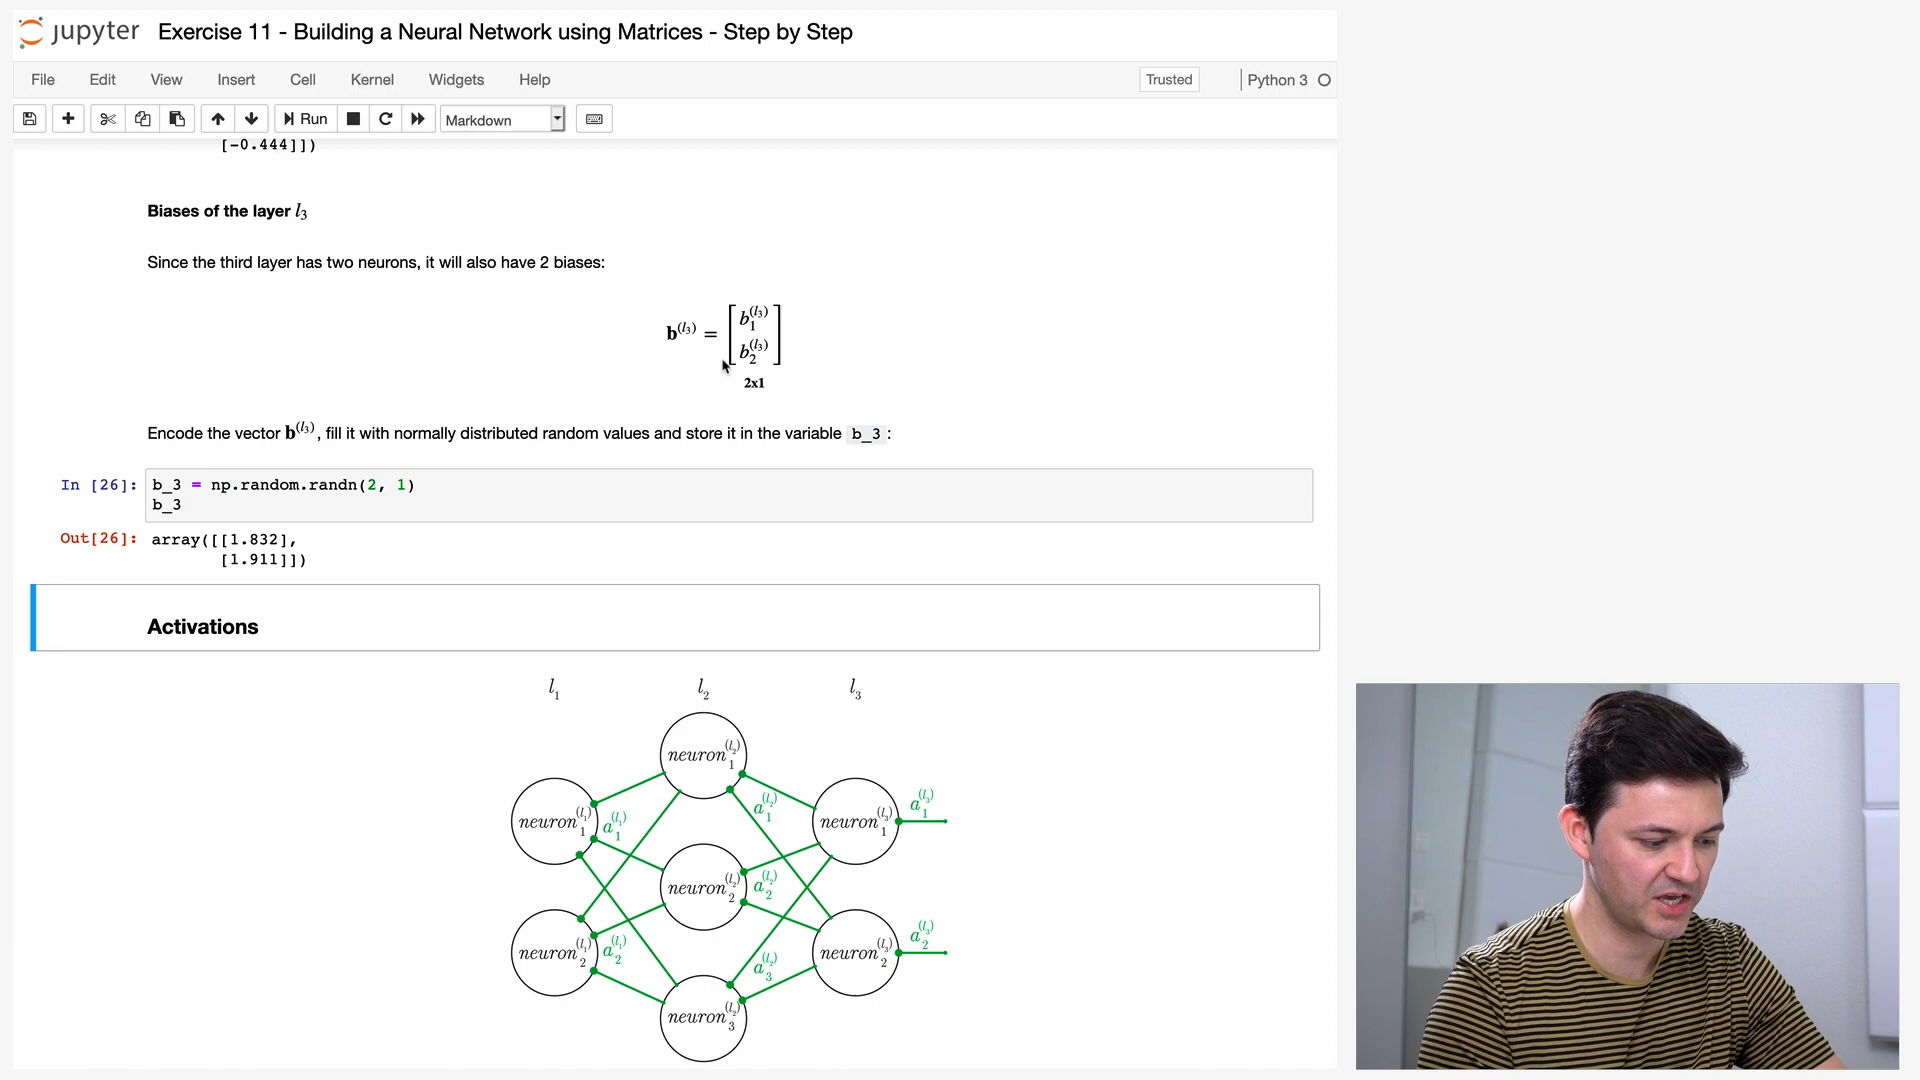 jupyter Exercise 11 - Building a Neural Network using Matrices - Step by Step
File Edit View Insert Cell Kernel Widgets Help Trusted Python 3
Run Markdown
[-0.444]])
Biases of the layer l₃
Since the third layer has two neurons, it will also have 2 biases:
b^(l₃) = [b₁^(l₃)
b₂^(l₃)]
2x1
Encode the vector b^(l₃), fill it with normally distributed random values and store it in the variable b_3 :
In [26]: b_3 = np.random.randn(2, 1)
b_3
Out[26]: array([[1.832],
[1.911]])
Activations
l₁ l₂ l₃
neuron₁^(l₂)
neuron₁^(l₁) a₁^(l₁) a₁^(l₂) neuron₁^(l₃) a₁^(l₃)
neuron₂^(l₂) a₂^(l₂)
neuron₂^(l₁) a₂^(l₁) a₃^(l₂) neuron₂^(l₃) a₂^(l₃)
neuron₃^(l₂)